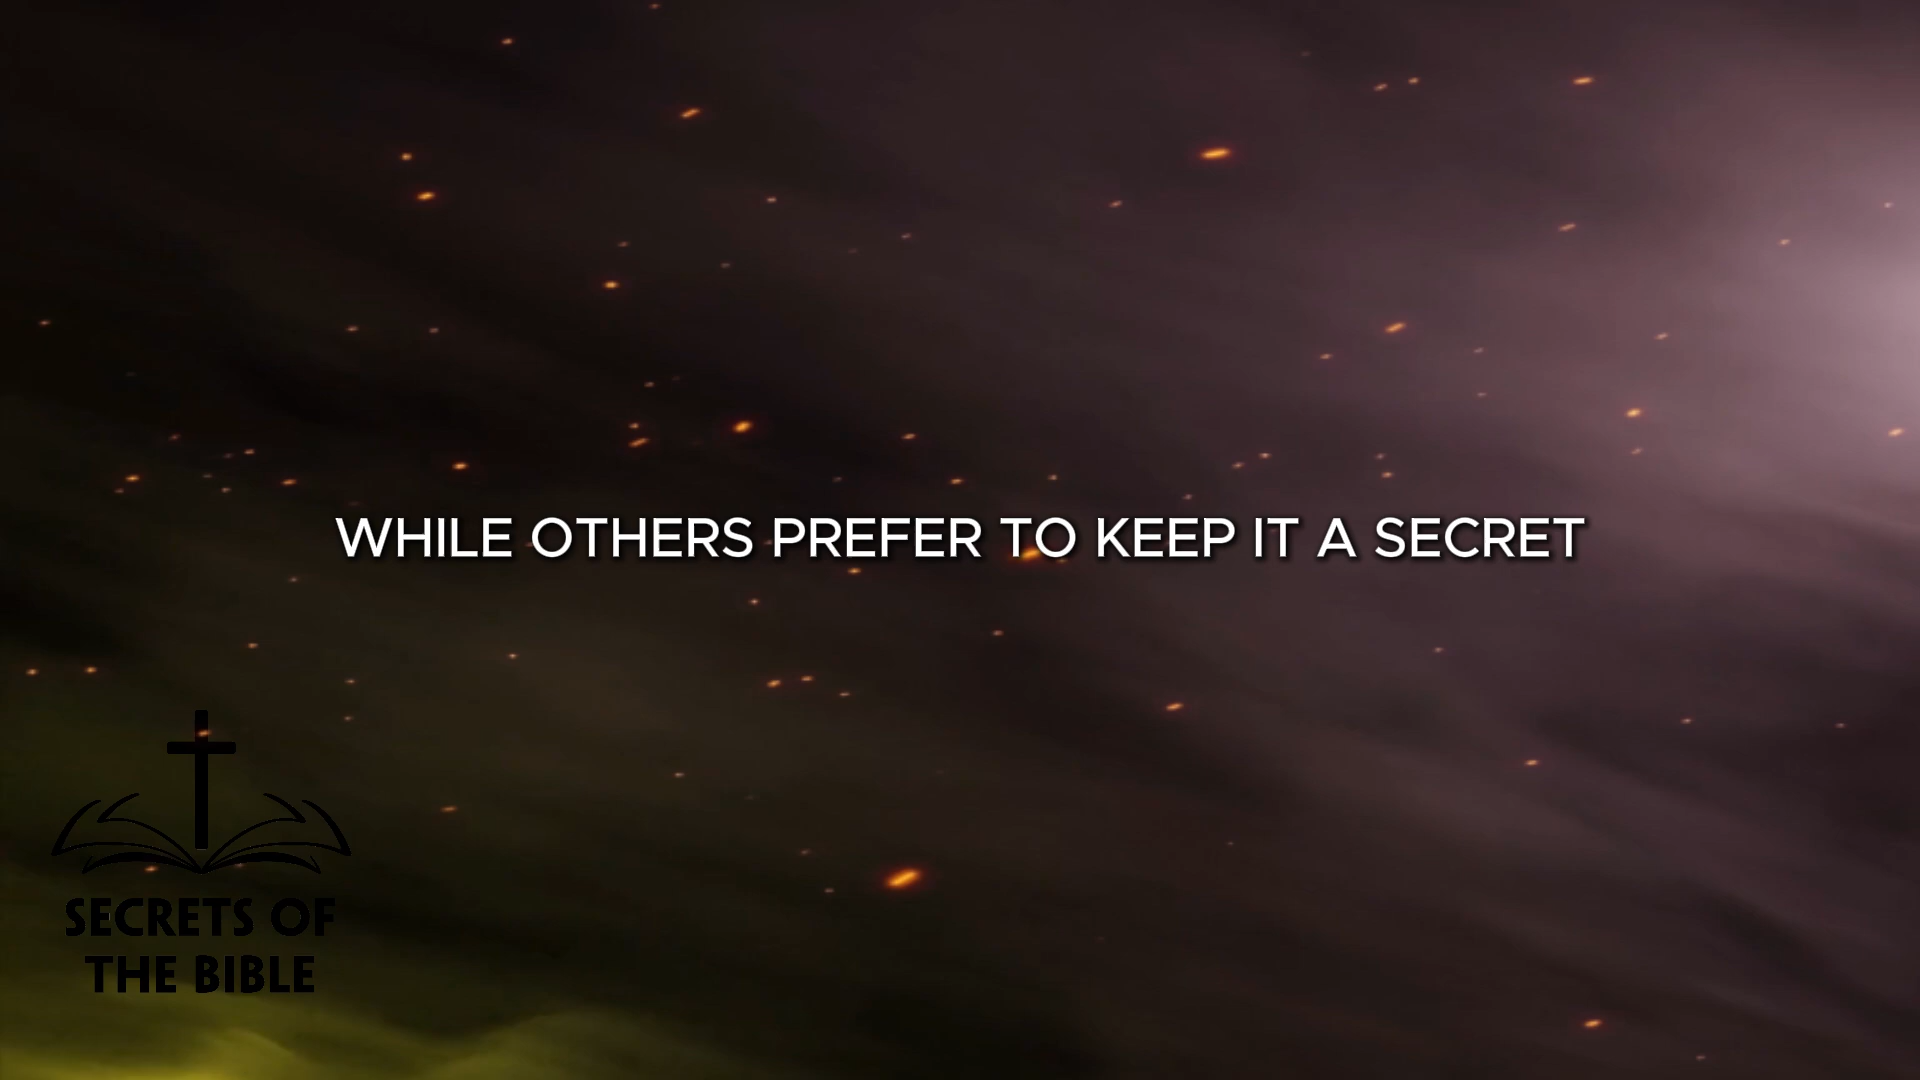 WHILE OTHERS PREFER TO KEEP IT A SECRET
SECRETS OF
THE BIBLE